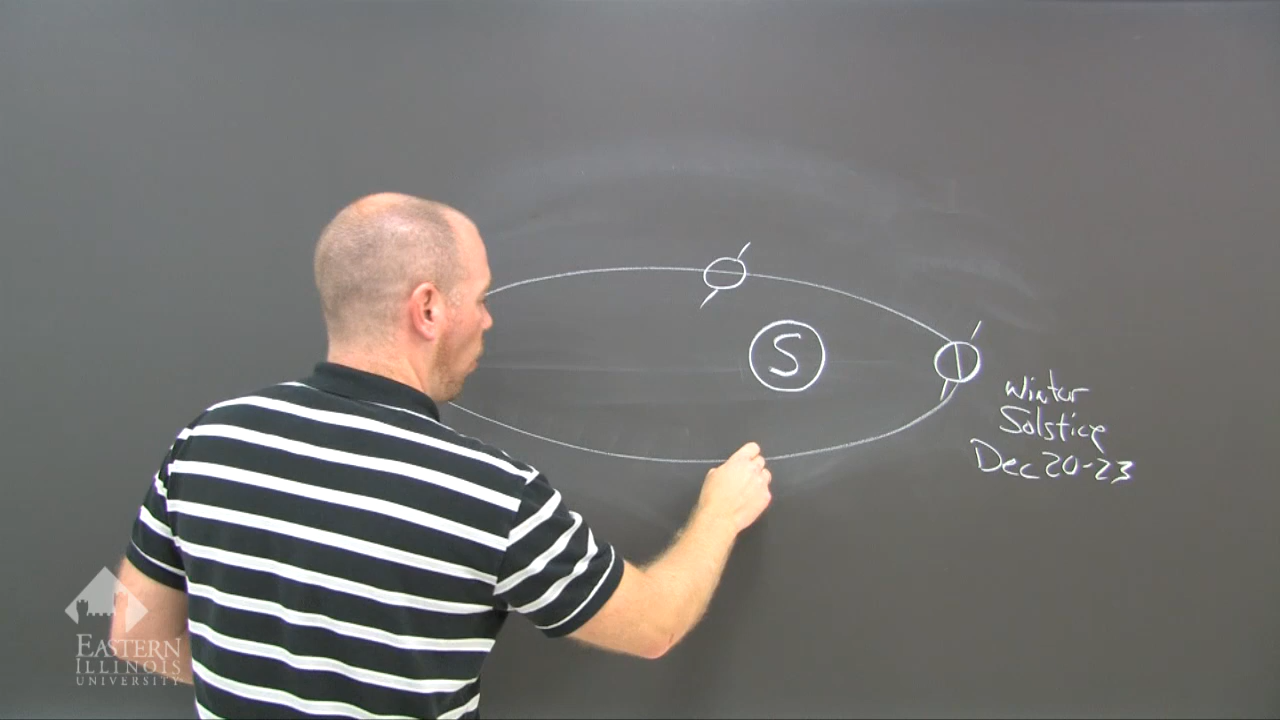 S
Winter
Solstice
Dec 20-23
EASTERN
ILLINOIS
UNIVERSITY